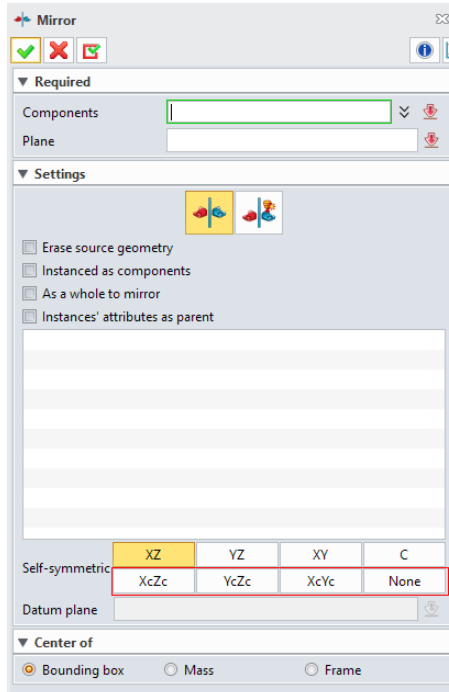 Mirror
Required
Components
Plane
Settings
Erase source geometry
Instanced as components
As a whole to mirror
Instances' attributes as parent
XZ YZ XY C
Self-symmetric
XcZc YcZc XcYc None
Datum plane
Center of
Bounding box Mass Frame